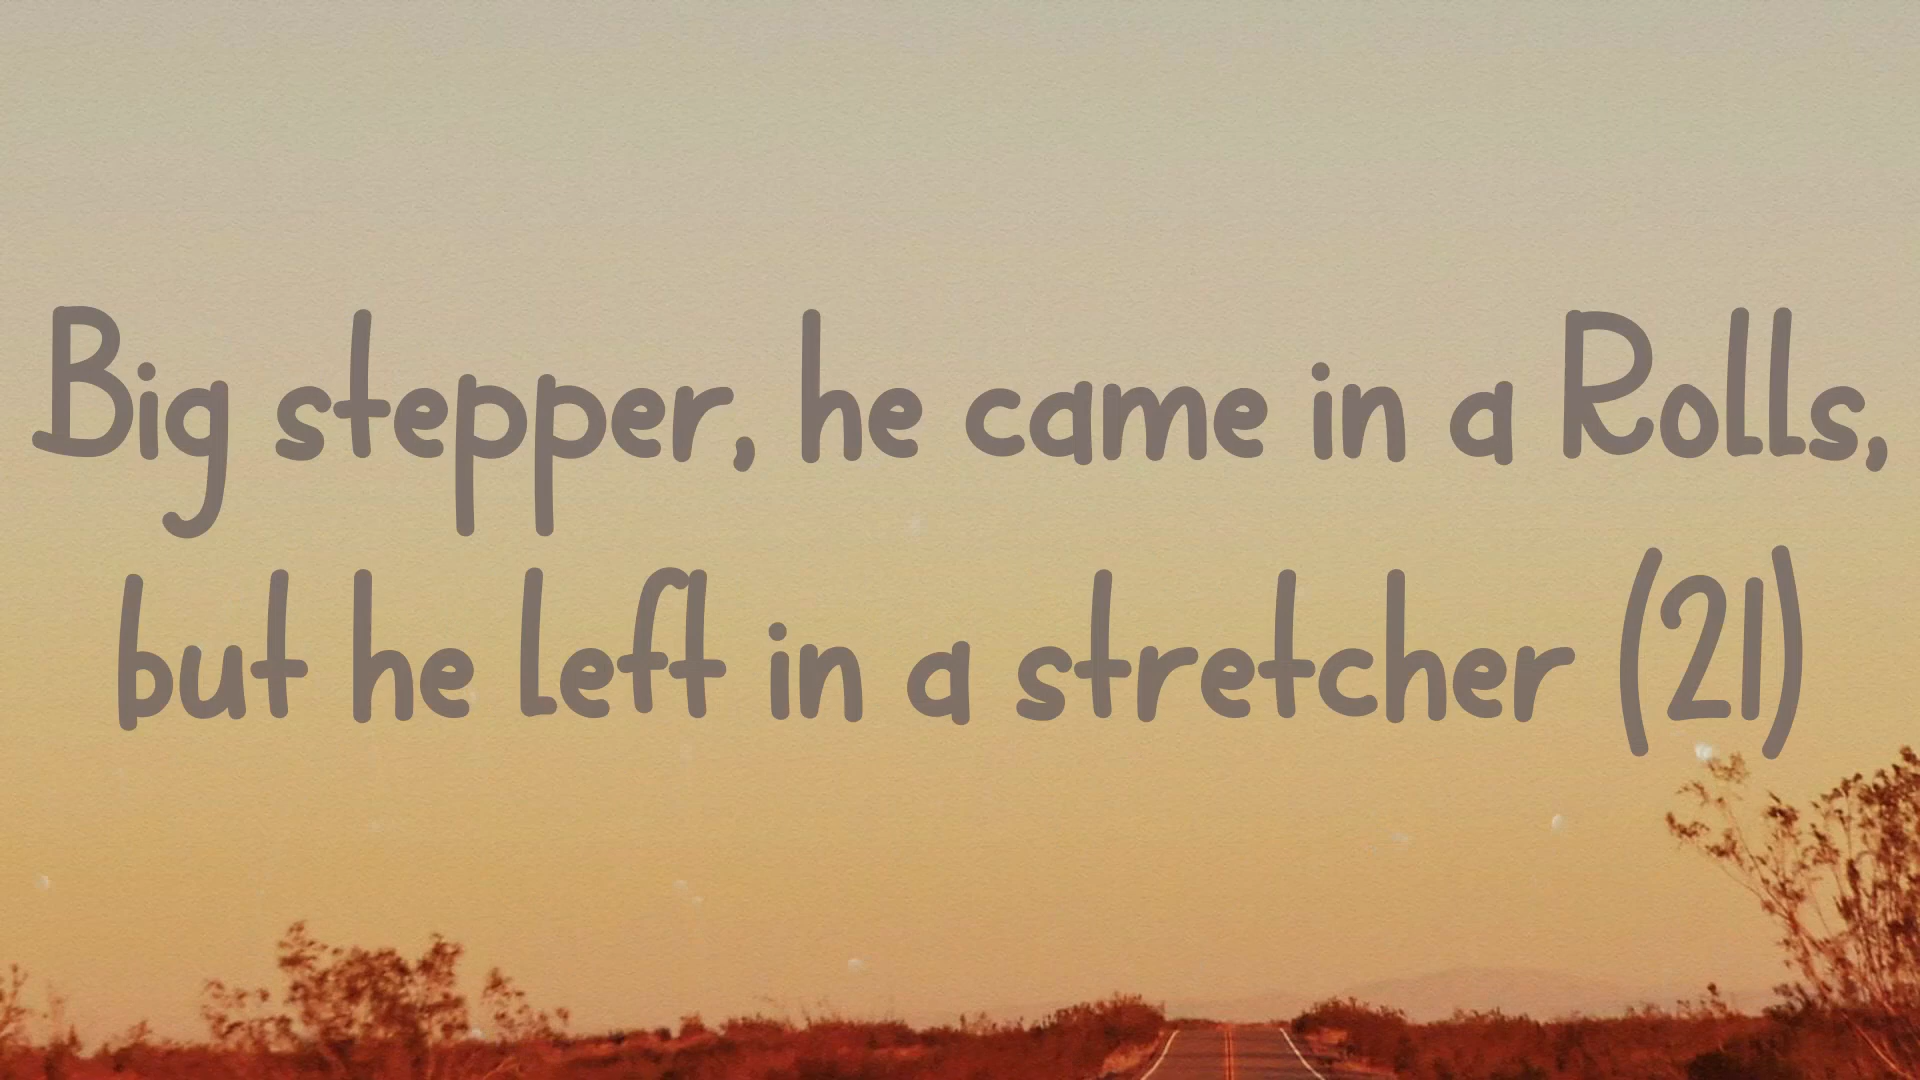 Big stepper, he came in a Rolls,
but he left in a stretcher (21)